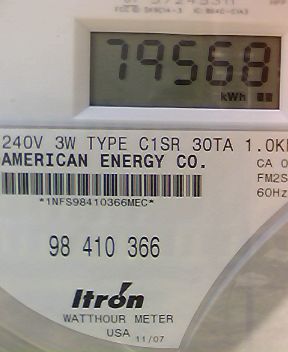 79568
kWh
240V 3W TYPE C1SR 30TA 1.0K
AMERICAN ENERGY CO.
CA 0
FM2S
60Hz
*1NFS98410366MEC*
98 410 366
Itrón
WATTHOUR METER
USA 11/07